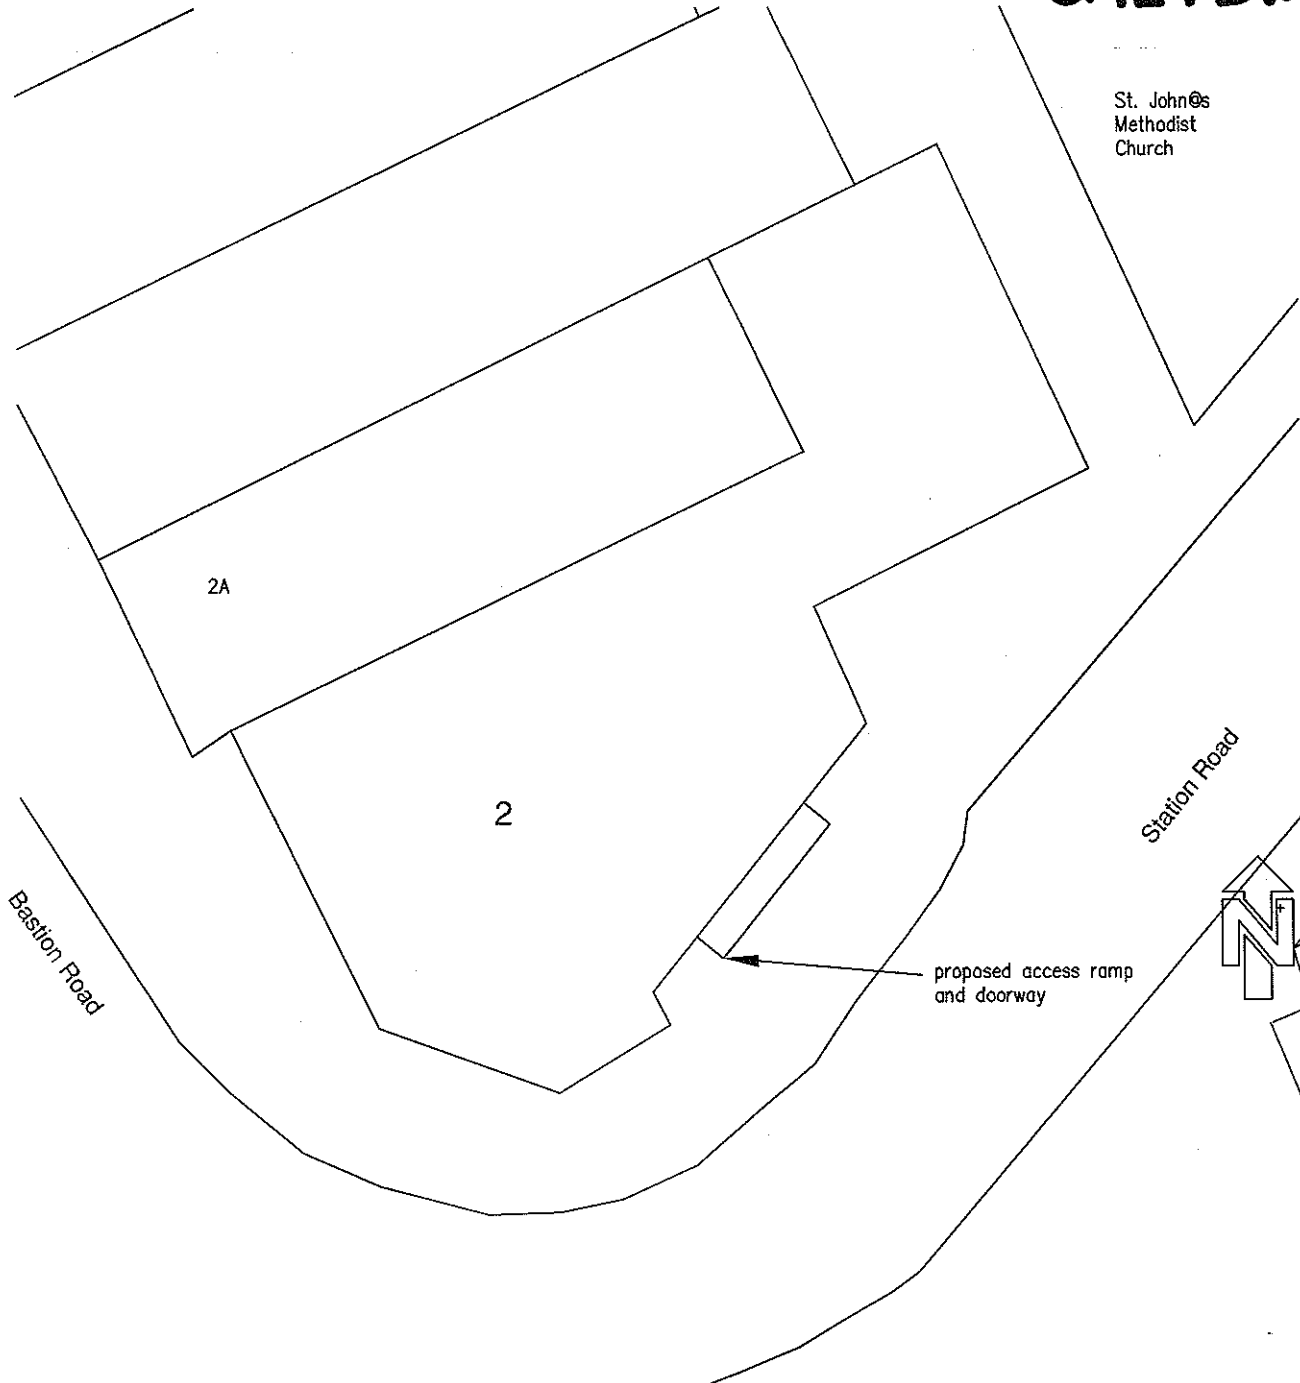 St. John@s
Methodist
Church
2A
2
Station Road
Bastion Road
proposed access ramp
and doorway
N